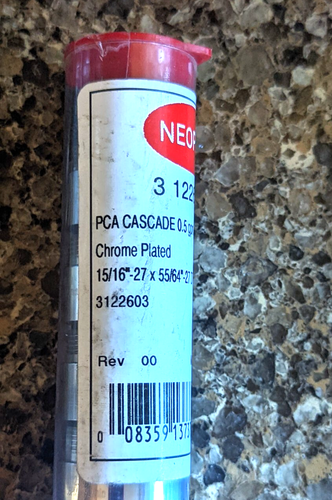 NEO
3 122
PCA CASCADE 0.5
Chrome Plated
15/16"-27 x 55/64"-27
3122603
Rev 00
0 08359 137